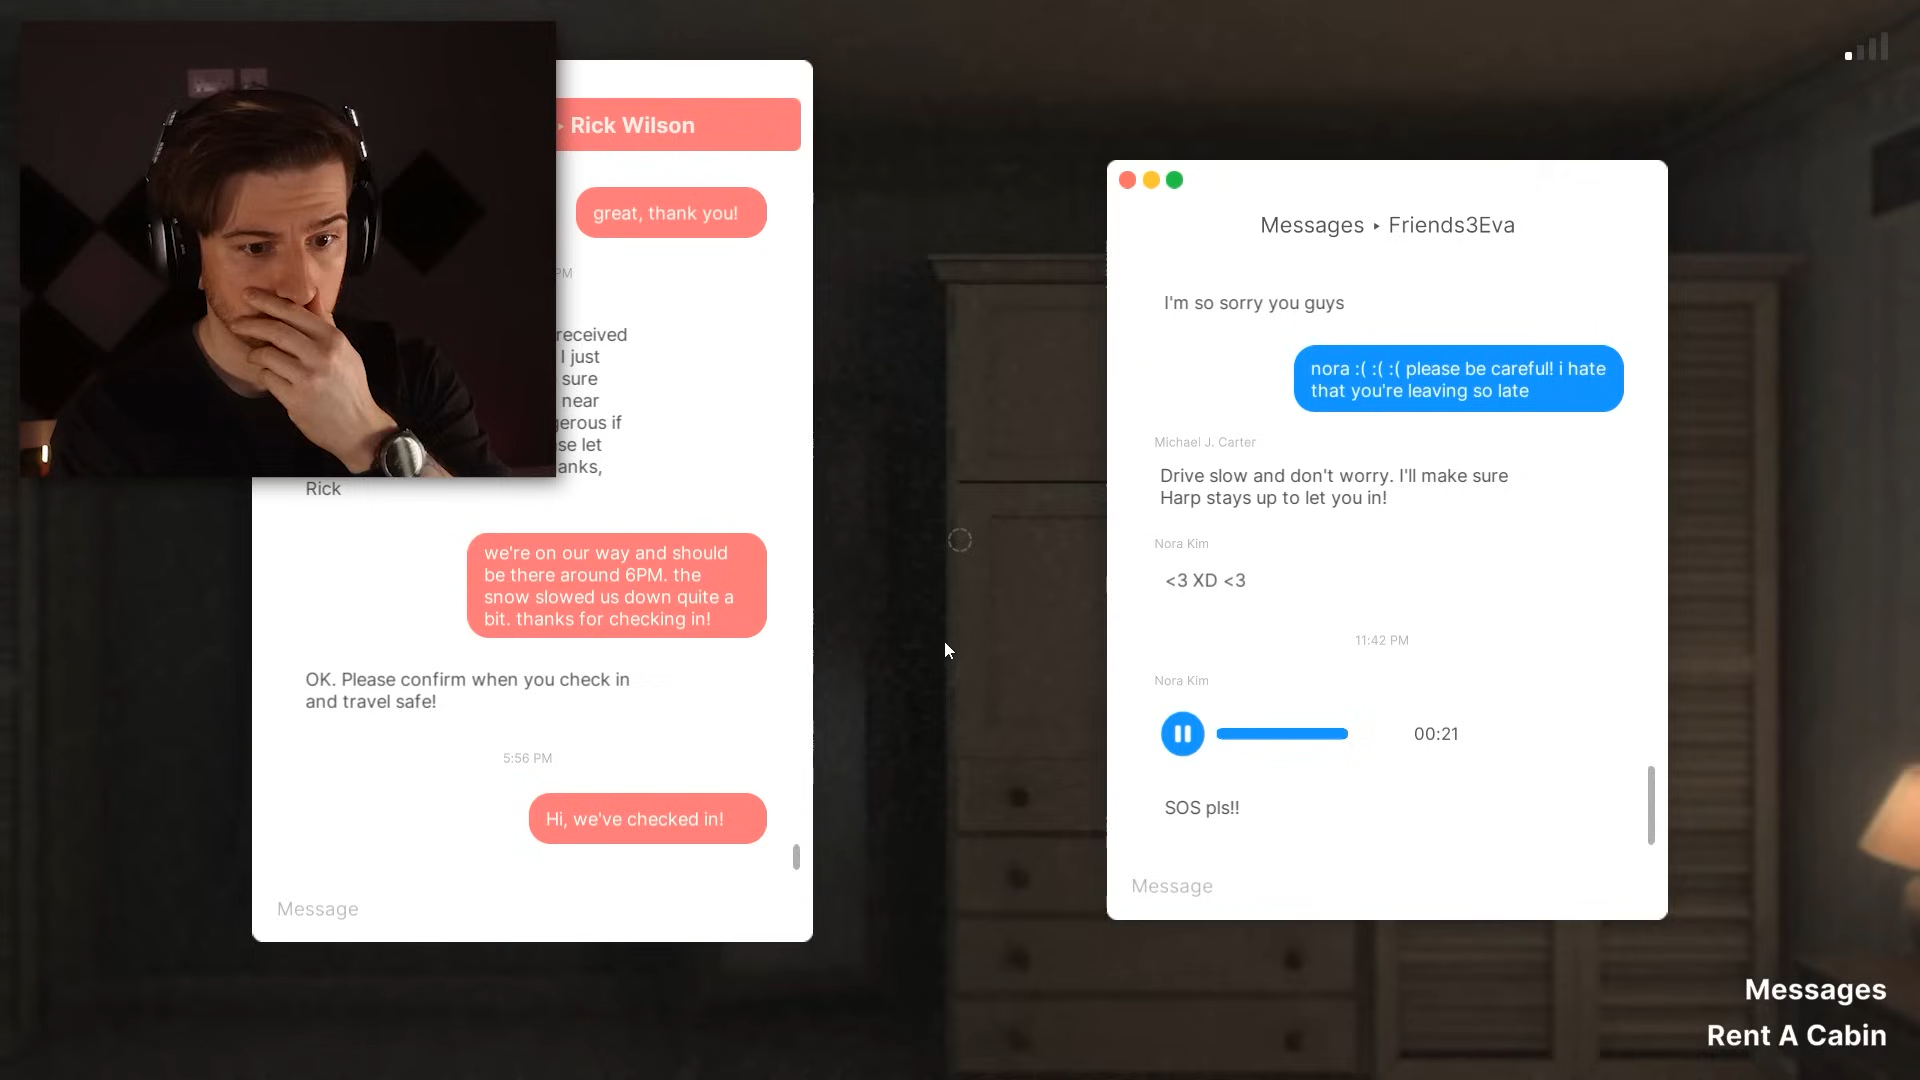 Rick Wilson
great, thank you!
PM
received
I just
sure
near
gerous if
se let
anks,
Rick
we're on our way and should
be there around 6PM. the
snow slowed us down quite a
bit. thanks for checking in!
OK. Please confirm when you check in
and travel safe!
5:56 PM
Hi, we've checked in!
Message
Messages ▸ Friends3Eva
I'm so sorry you guys
nora :( :( :( please be careful! i hate
that you're leaving so late
Michael J. Carter
Drive slow and don't worry. I'll make sure
Harp stays up to let you in!
Nora Kim
<3 XD <3
11:42 PM
Nora Kim
00:21
SOS pls!!
Message
Messages
Rent A Cabin